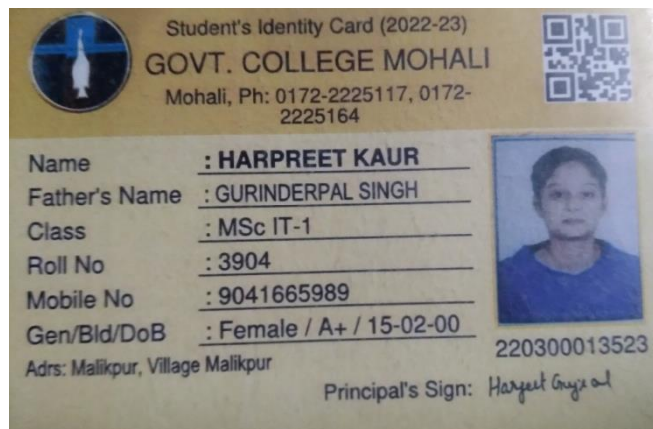 Student's Identity Card (2022-23)
GOVT. COLLEGE MOHALI
Mohali, Ph: 0172-2225117, 0172-
2225164
Name : HARPREET KAUR
Father's Name : GURINDERPAL SINGH
Class : MSc IT-1
Roll No : 3904
Mobile No : 9041665989
Gen/Bld/DoB : Female / A+ / 15-02-00
220300013523
Adrs: Malikpur, Village Malikpur
Principal's Sign: Harjeet